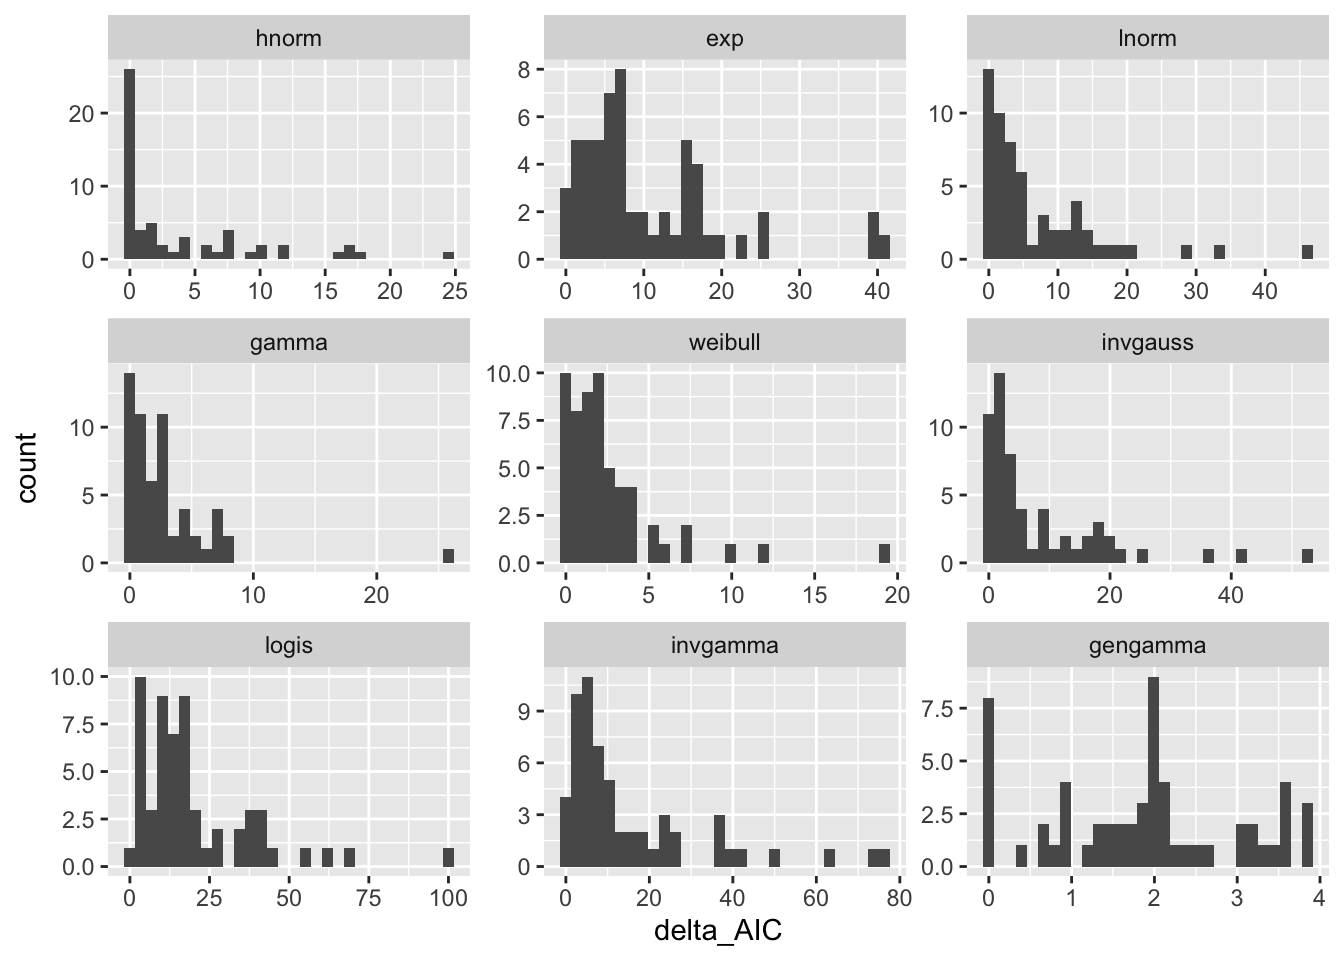 hnorm exp lnorm
20
10
0
8
6
4
2
0
10
5
0
0 5 10 15 20 25
0 10 20 30 40
0 10 20 30 40
gamma weibull invgauss
10
5
0
10.0
7.5
5.0
2.5
0.0
10
5
0
0 10 20
0 5 10 15 20
0 20 40
logis invgamma gengamma
10.0
7.5
5.0
2.5
0.0
9
6
3
0
7.5
5.0
2.5
0.0
0 25 50 75 100
0 20 40 60 80
0 1 2 3 4
count
delta_AIC